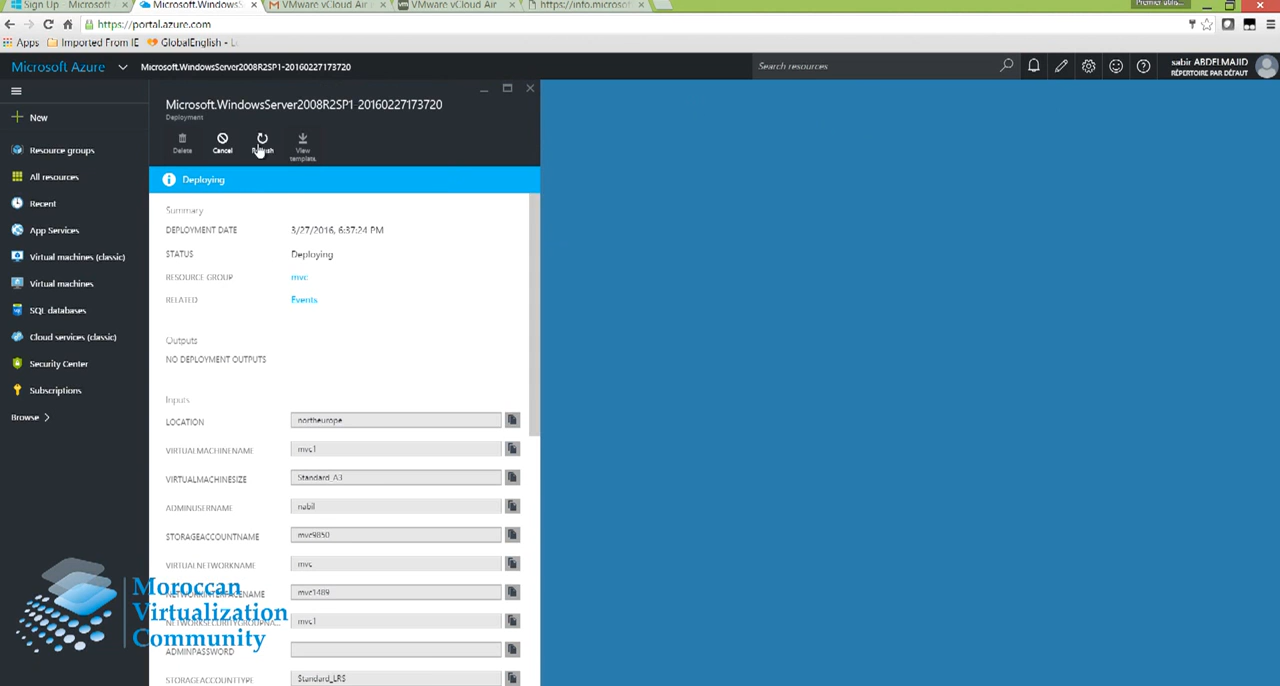 Sign Up Microsoft
Microsoft.WindowsS
VMware vCloud Air
VMware vCloud Air
https://info.microsoft.c
https://portal.azure.com
Apps Imported From IE GlobalEnglish - L
Microsoft Azure Microsoft.WindowsServer2008R2SP1-20160227173720
Search resources
sabir ABDELMAJID
RÉPERTOIRE PAR DÉFAUT
New
Resource groups
All resources
Recent
App Services
Virtual machines (classic)
Virtual machines
SQL databases
Cloud services (classic)
Security Center
Subscriptions
Browse >
Microsoft.WindowsServer2008R2SP1 20160227173720
Deployment
Delete Cancel Refresh View template.
Deploying
Summary
DEPLOYMENT DATE 3/27/2016, 6:37:24 PM
STATUS Deploying
RESOURCE GROUP mvc
RELATED Events
Outputs
NO DEPLOYMENT OUTPUTS
Inputs
LOCATION northeurope
VIRTUALMACHINENAME mvc1
VIRTUALMACHINESIZE Standard_A3
ADMINUSERNAME nabil
STORAGEACCOUNTNAME mvc9850
VIRTUALNETWORKNAME mvc
NETWORKINTERFACENAME mvc1489
NETWORKSECURITYGROUPNA... mvc1
ADMINPASSWORD
STORAGEACCOUNTTYPE Standard_LRS
Moroccan
Virtualization
Community